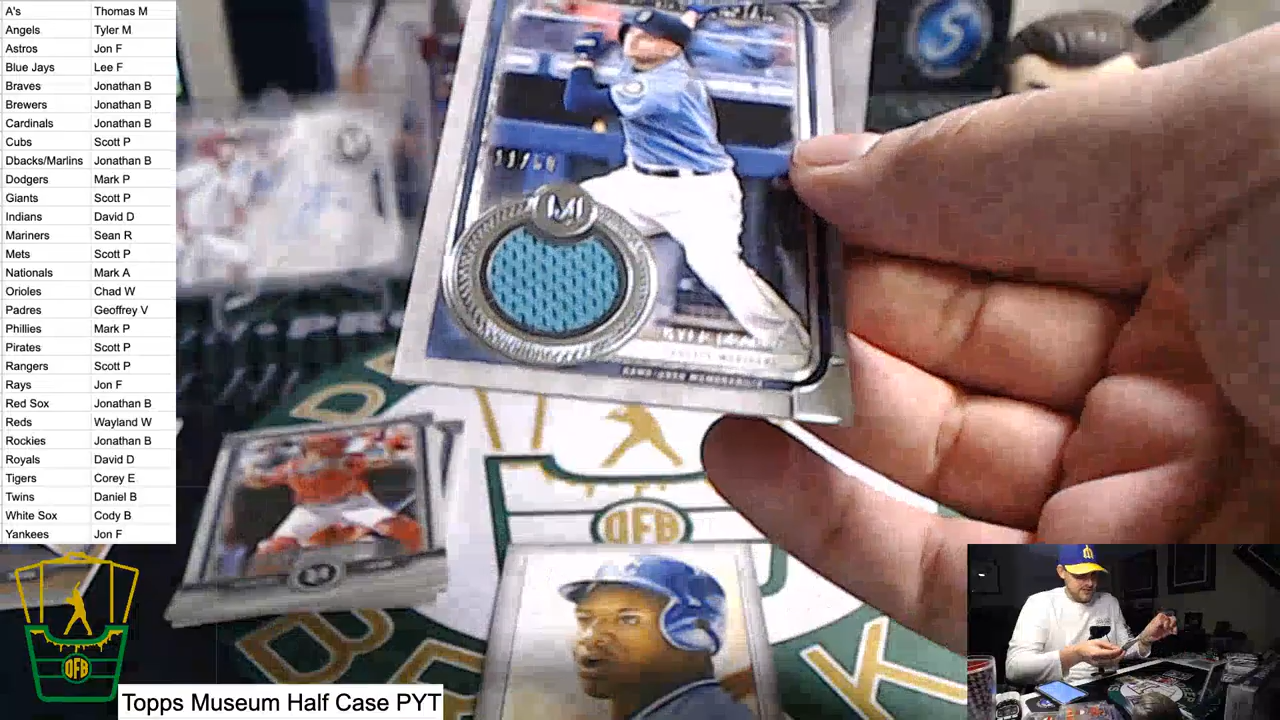 A's Thomas M
Angels Tyler M
Astros Jon F
Blue Jays Lee F
Braves Jonathan B
Brewers Jonathan B
Cardinals Jonathan B
Cubs Scott P
Dbacks/Marlins Jonathan B
Dodgers Mark P
Giants Scott P
Indians David D
Mariners Sean R
Mets Scott P
Nationals Mark A
Orioles Chad W
Padres Geoffrey V
Phillies Mark P
Pirates Scott P
Rangers Scott P
Rays Jon F
Red Sox Jonathan B
Reds Wayland W
Rockies Jonathan B
Royals David D
Tigers Corey E
Twins Daniel B
White Sox Cody B
Yankees Jon F
M
S
OFB
OFB
Topps Museum Half Case PYT